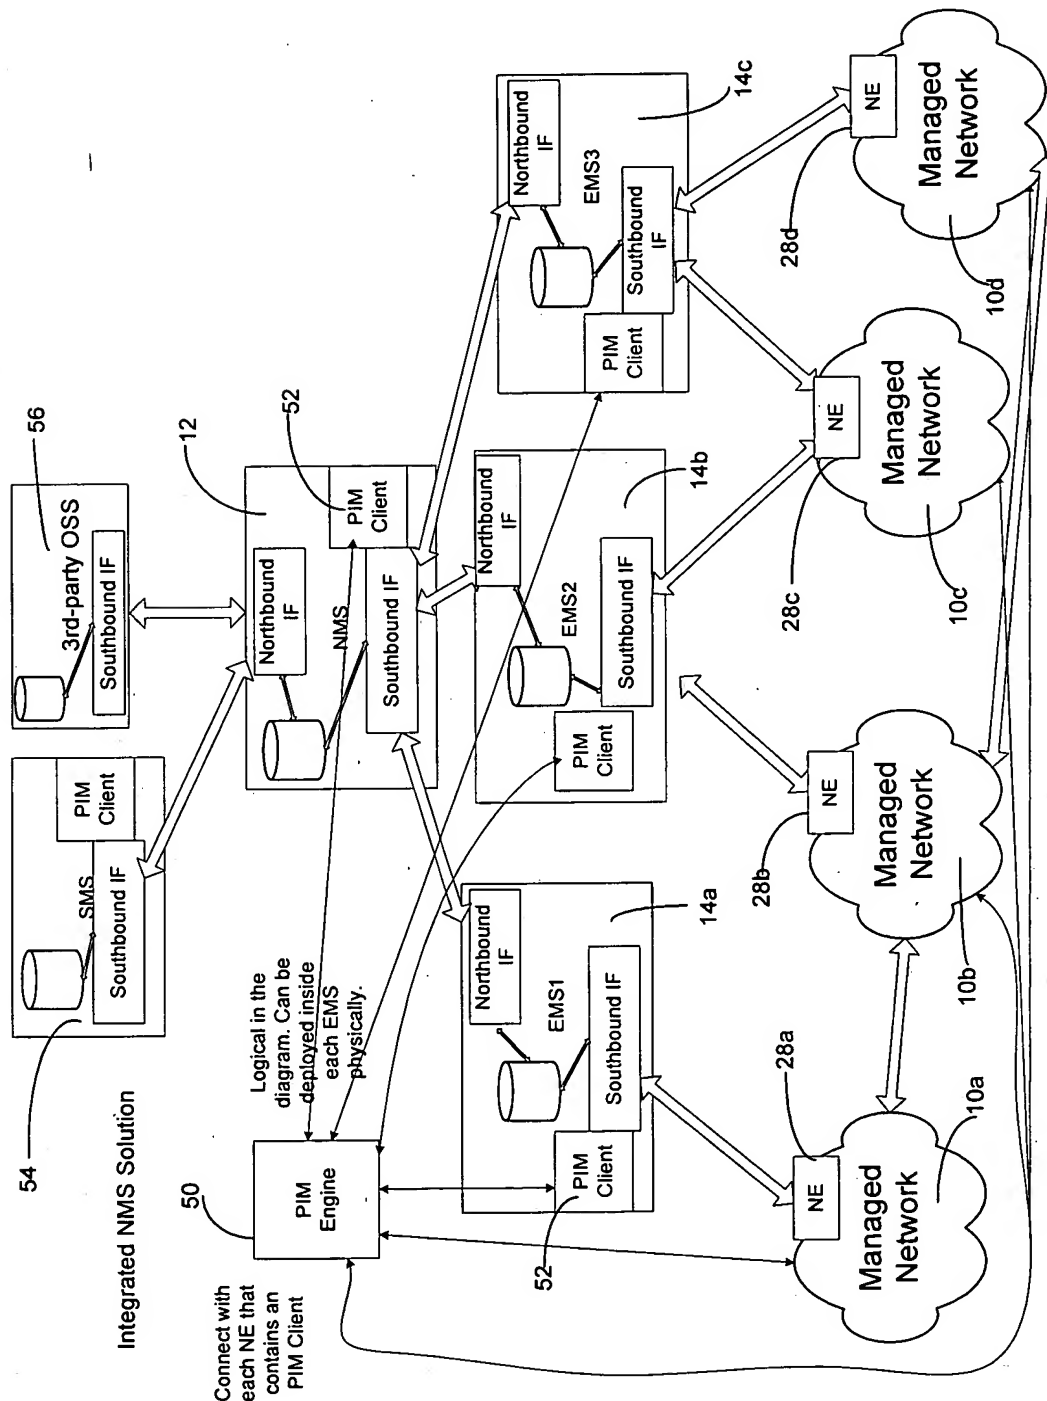 Integrated NMS Solution
54
SMS
Southbound IF
PIM
Client
56
3rd-party OSS
Southbound IF
50
PIM
Engine
Connect with
each NE that
contains an
PIM Client
Logical in the
diagram. Can be
deployed inside
each EMS
physically.
12
Northbound
IF
NMS
Southbound IF
PIM
Client
52
Northbound
IF
EMS1
Southbound IF
PIM
Client
52
14a
Northbound
IF
EMS2
Southbound IF
PIM
Client
14b
Northbound
IF
EMS3
Southbound
IF
PIM
Client
14c
NE
28a
Managed
Network
10a
NE
28b
Managed
Network
10b
NE
28c
Managed
Network
10c
NE
28d
Managed
Network
10d